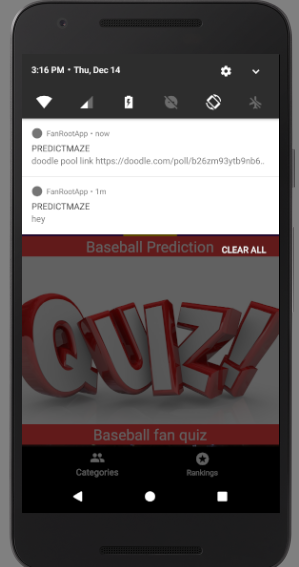 3:16 PM • Thu, Dec 14
FanRootApp • now
PREDICTMAZE
doodle pool link https://doodle.com/poll/b26zm93ytb9nb6..
FanRootApp • 1m
PREDICTMAZE
hey
Baseball Prediction
CLEAR ALL
QUIZ!
Baseball fan quiz
Categories
Rankings